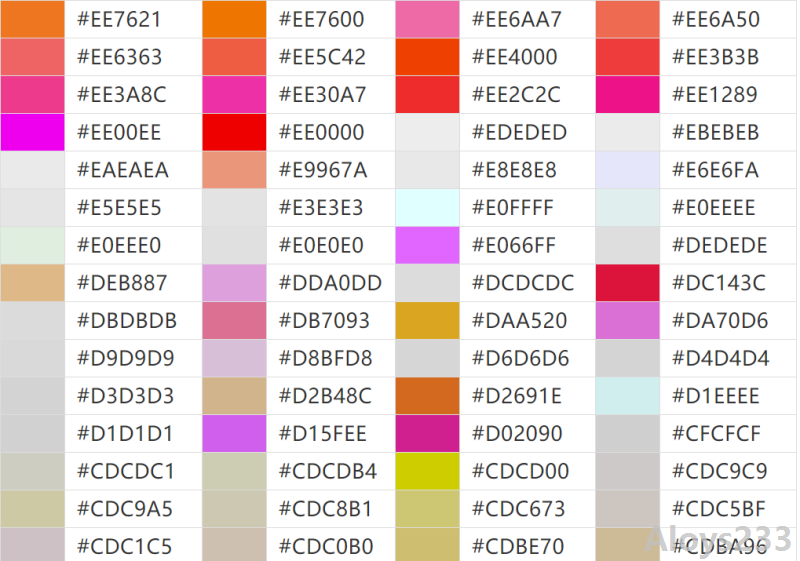 #EE7621 #EE7600 #EE6AA7 #EE6A50
#EE6363 #EE5C42 #EE4000 #EE3B3B
#EE3A8C #EE30A7 #EE2C2C #EE1289
#EE00EE #EE0000 #EDEDED #EBEBEB
#EAEAEA #E9967A #E8E8E8 #E6E6FA
#E5E5E5 #E3E3E3 #E0FFFF #E0EEEE
#E0EEE0 #E0E0E0 #E066FF #DEDEDE
#DEB887 #DDA0DD #DCDCDC #DC143C
#DBDBDB #DB7093 #DAA520 #DA70D6
#D9D9D9 #D8BFD8 #D6D6D6 #D4D4D4
#D3D3D3 #D2B48C #D2691E #D1EEEE
#D1D1D1 #D15FEE #D02090 #CFCFCF
#CDCDC1 #CDCDB4 #CDCD00 #CDC9C9
#CDC9A5 #CDC8B1 #CDC673 #CDC5BF
#CDC1C5 #CDC0B0 #CDBE70 #CDBA96
Aloys233